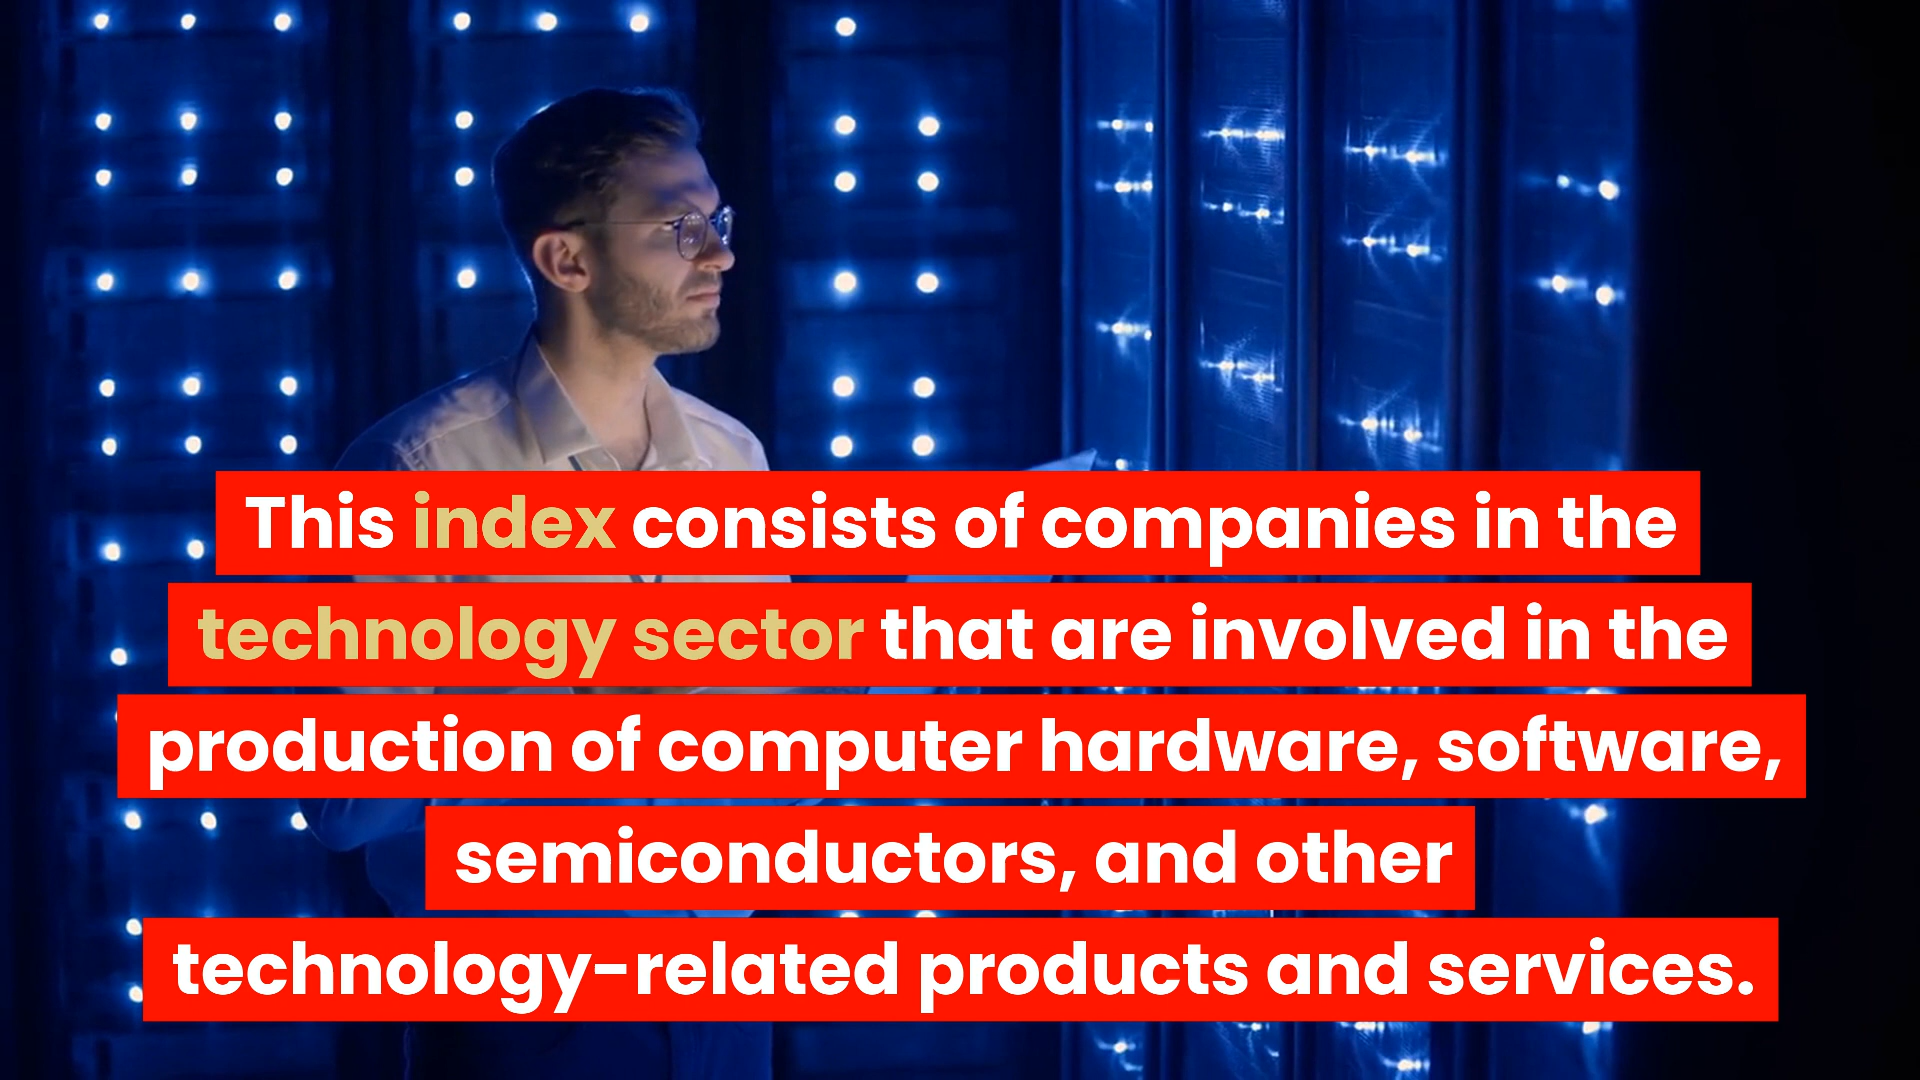 This index consists of companies in the
technology sector that are involved in the
production of computer hardware, software,
semiconductors, and other
technology-related products and services.